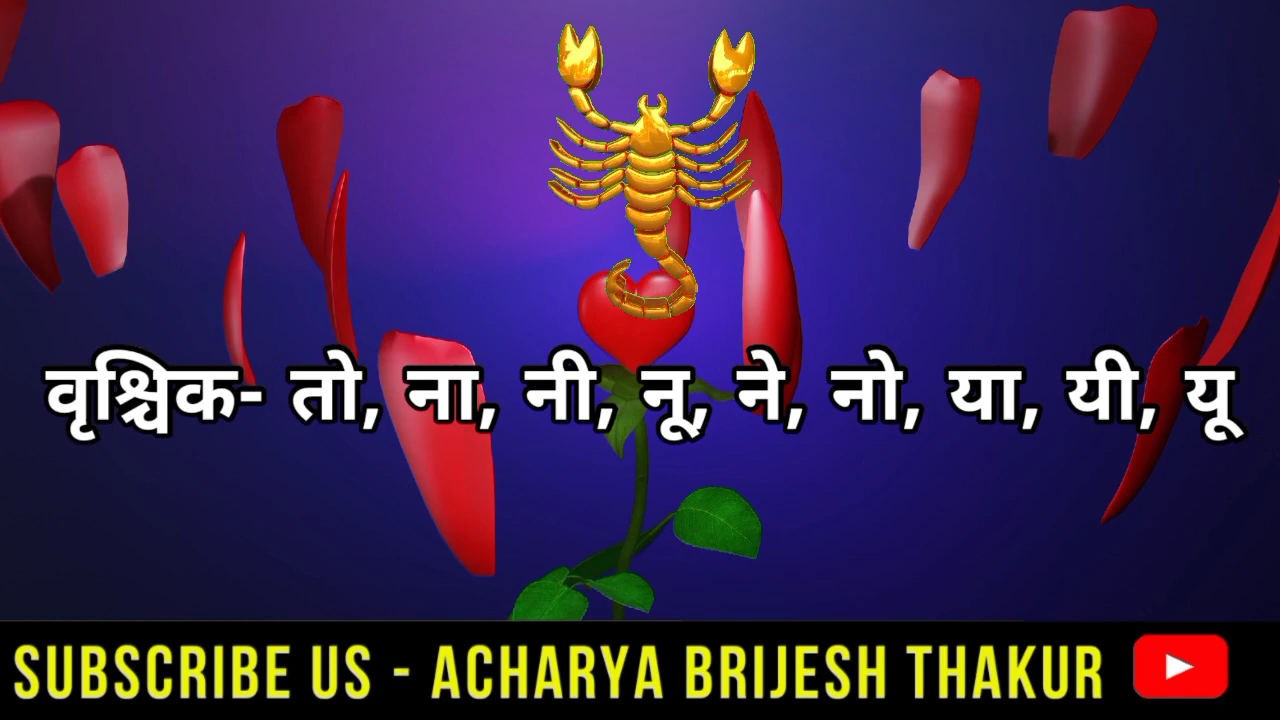 वृश्चिक- तो, ना, नी, नू, ने, नो, या, यी, यू
SUBSCRIBE US - ACHARYA BRIJESH THAKUR